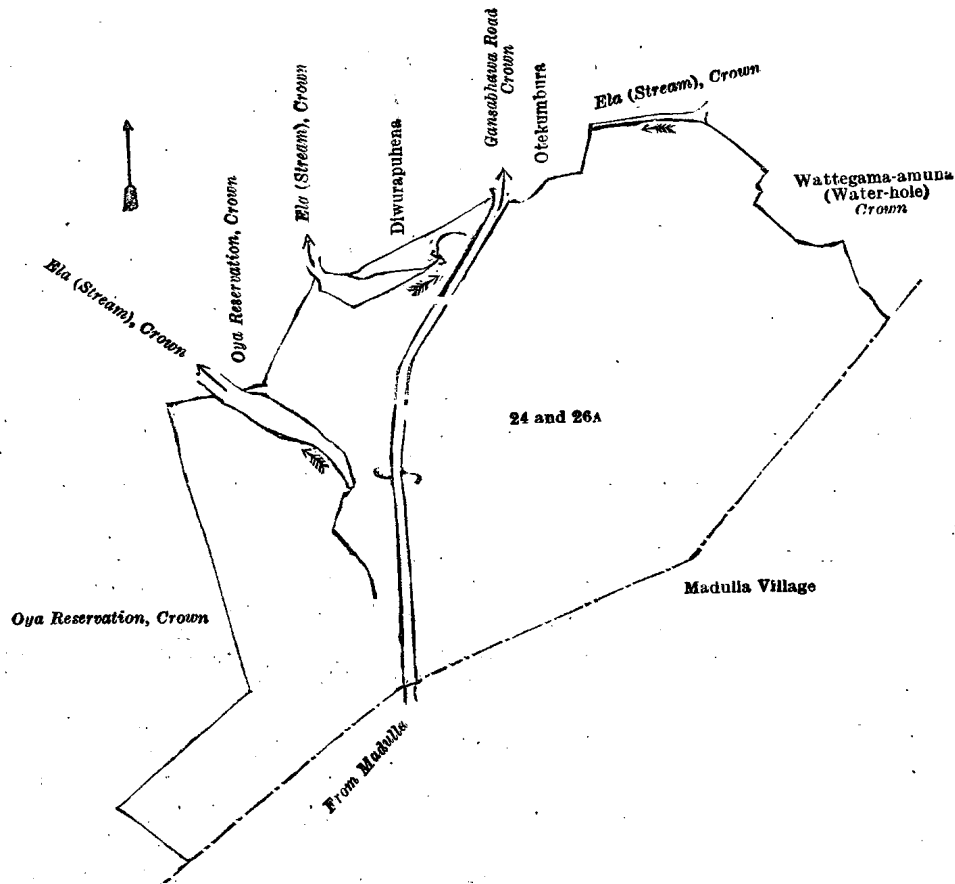 Gansabhawa Road
Crown
Otekumbura
Ela (Stream), Crown
Ela (Stream), Crown
Diwurapuhena
Wattegama-amuna
(Water-hole)
Crown
Oya Reservation, Crown
Ela (Stream), Crown
24 and 26A
Madulla Village
Oya Reservation, Crown
From Madulla